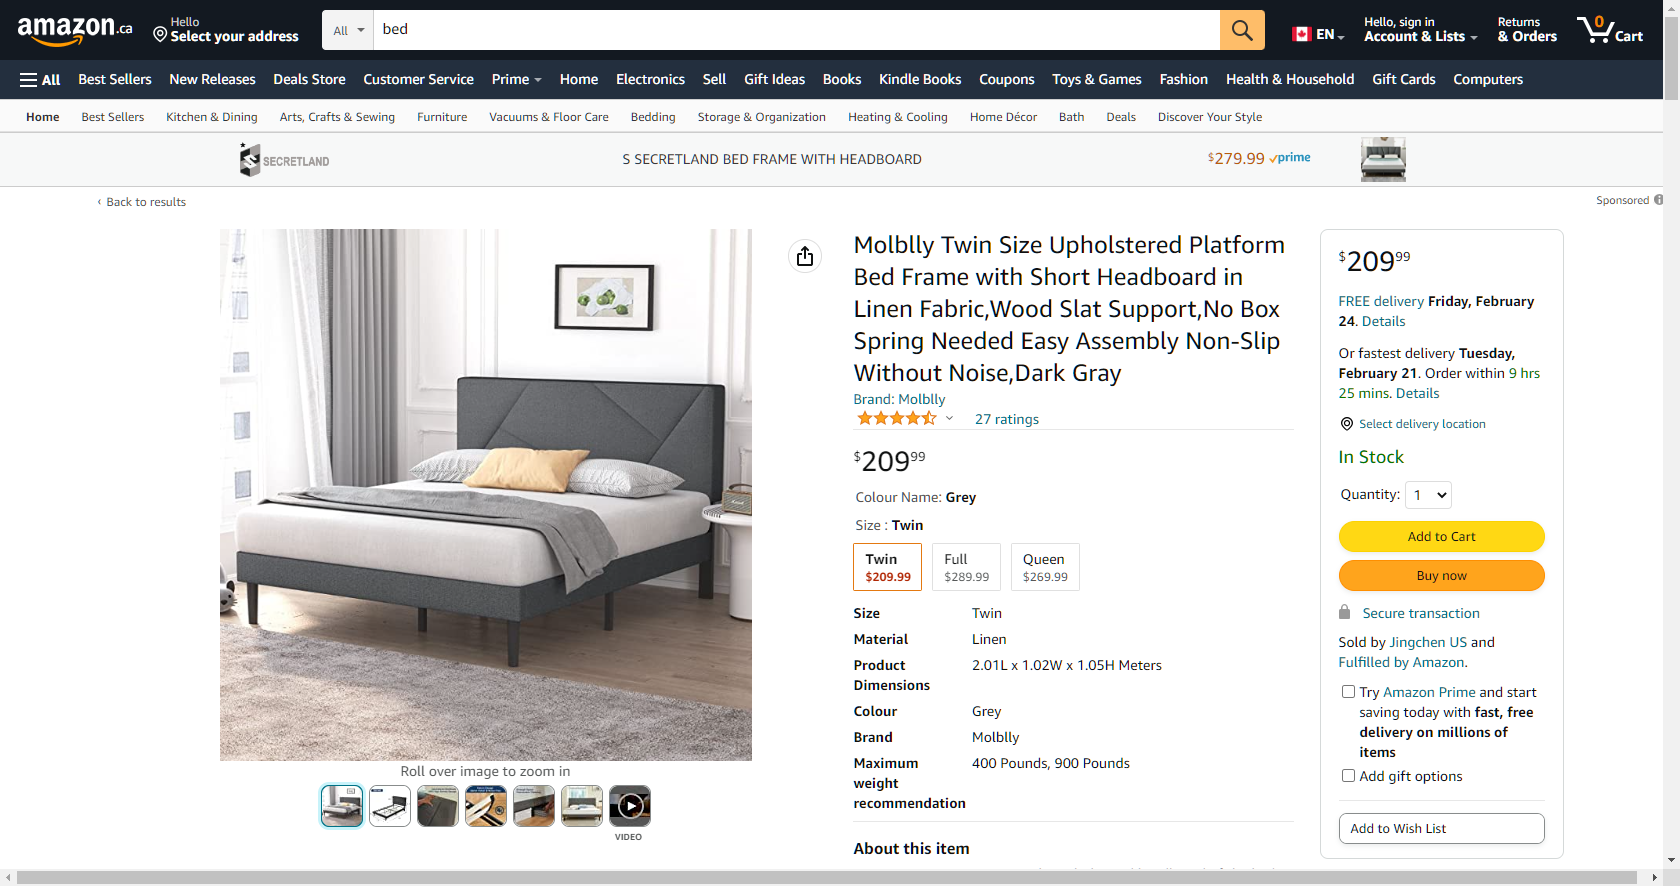 amazon.ca
Hello
Select your address
All
bed
EN
Hello, sign in
Account & Lists
Returns
& Orders
0
Cart
All
Best Sellers
New Releases
Deals Store
Customer Service
Prime
Home
Electronics
Sell
Gift Ideas
Books
Kindle Books
Coupons
Toys & Games
Fashion
Health & Household
Gift Cards
Computers
Home
Best Sellers
Kitchen & Dining
Arts, Crafts & Sewing
Furniture
Vacuums & Floor Care
Bedding
Storage & Organization
Heating & Cooling
Home Décor
Bath
Deals
Discover Your Style
SECRETLAND
S SECRETLAND BED FRAME WITH HEADBOARD
$279.99 prime
‹ Back to results
Sponsored
Roll over image to zoom in
VIDEO
Molblly Twin Size Upholstered Platform
Bed Frame with Short Headboard in
Linen Fabric,Wood Slat Support,No Box
Spring Needed Easy Assembly Non-Slip
Without Noise,Dark Gray
Brand: Molblly
27 ratings
$209.99
Colour Name: Grey
Size : Twin
Twin
$209.99
Full
$289.99
Queen
$269.99
Size Twin
Material Linen
Product 2.01L x 1.02W x 1.05H Meters
Dimensions
Colour Grey
Brand Molblly
Maximum 400 Pounds, 900 Pounds
weight
recommendation
About this item
$209.99
FREE delivery Friday, February
24. Details
Or fastest delivery Tuesday,
February 21. Order within 9 hrs
25 mins. Details
Select delivery location
In Stock
Quantity: 1
Add to Cart
Buy now
Secure transaction
Sold by Jingchen US and
Fulfilled by Amazon.
Try Amazon Prime and start
saving today with fast, free
delivery on millions of
items
Add gift options
Add to Wish List